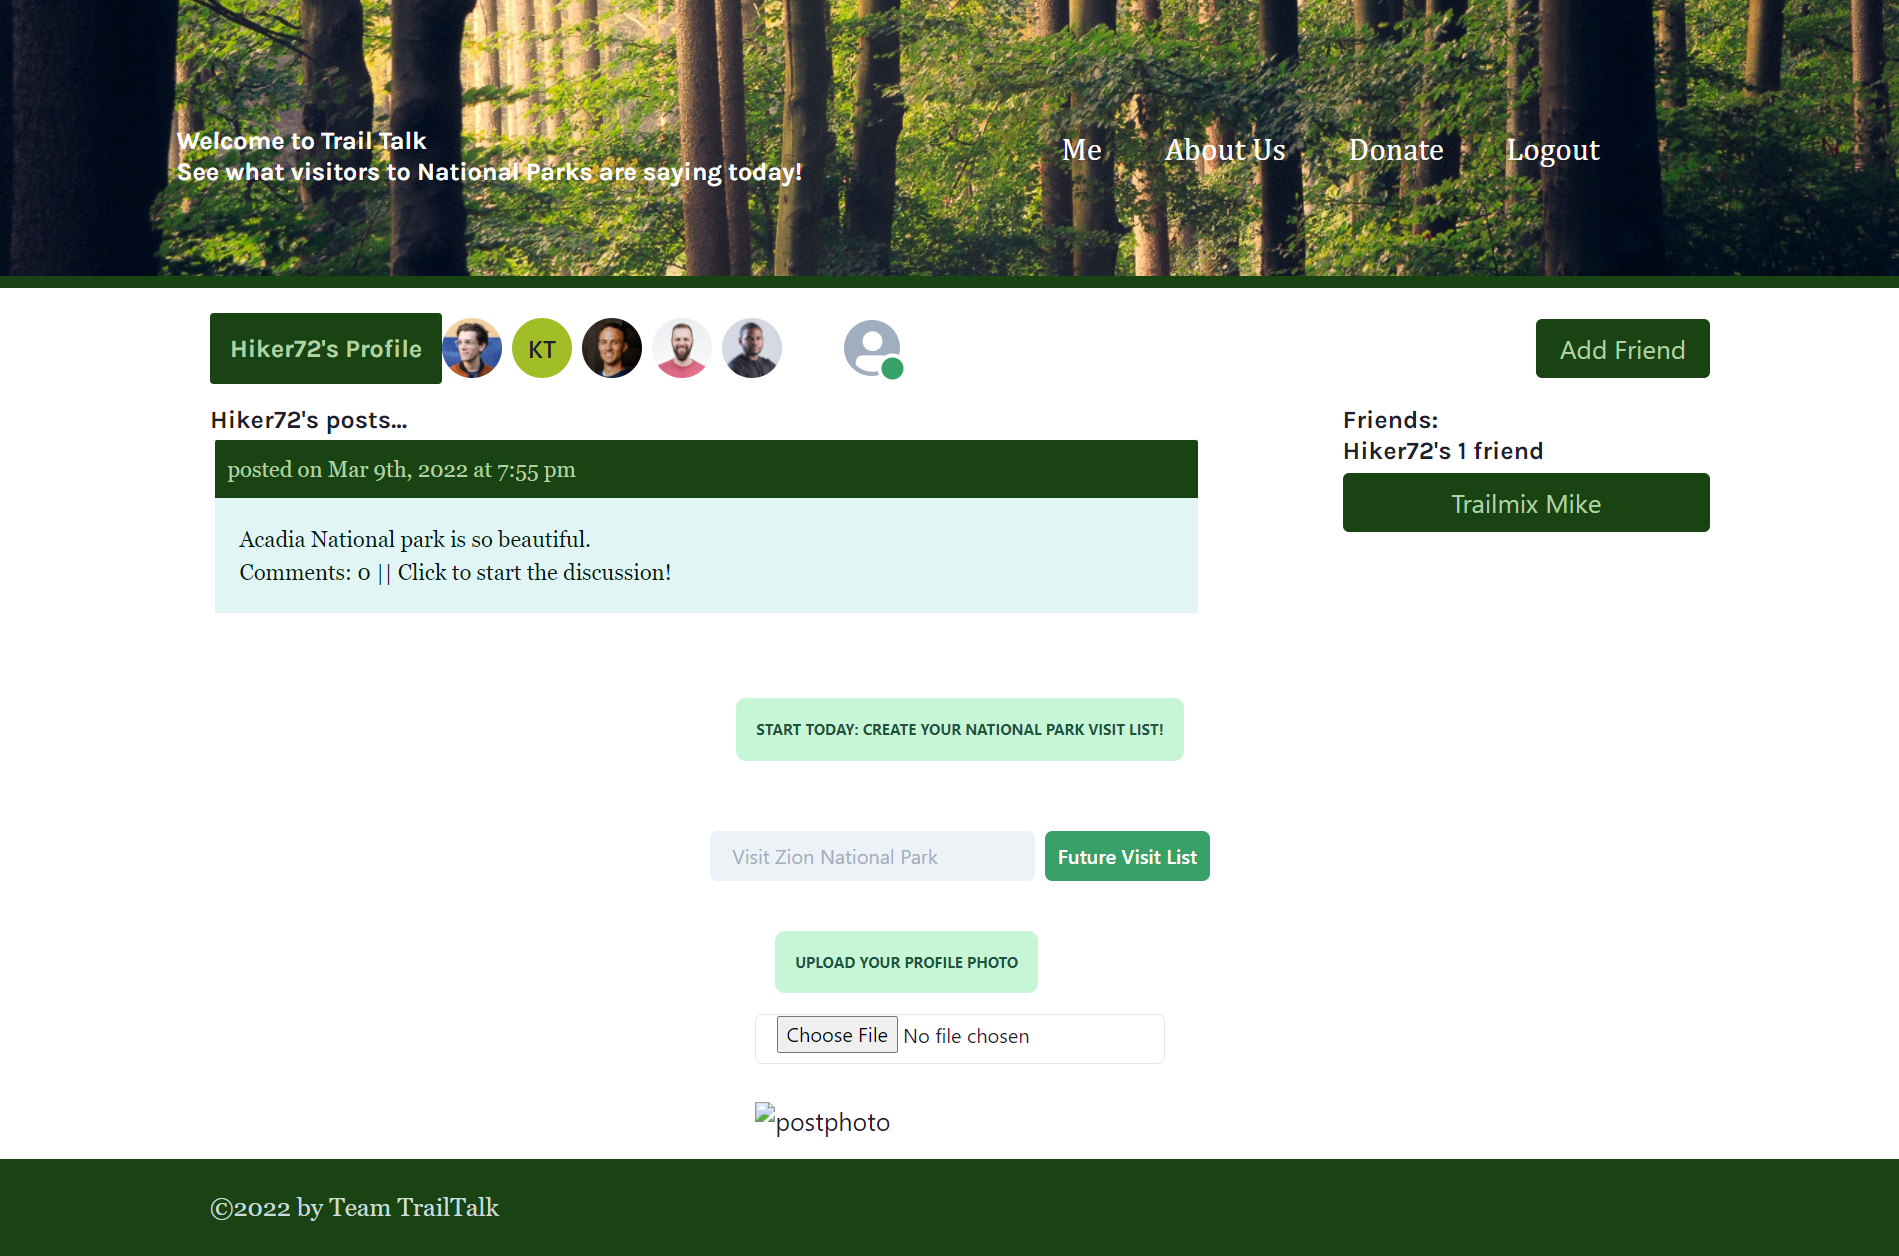 Welcome to Trail Talk
See what visitors to National Parks are saying today!
Me
About Us
Donate
Logout
Hiker72's Profile
KT
Add Friend
Hiker72's posts...
posted on Mar 9th, 2022 at 7:55 pm
Acadia National park is so beautiful.
Comments: 0 || Click to start the discussion!
Friends:
Hiker72's 1 friend
Trailmix Mike
START TODAY: CREATE YOUR NATIONAL PARK VISIT LIST!
Visit Zion National Park
Future Visit List
UPLOAD YOUR PROFILE PHOTO
Choose File No file chosen
postphoto
©2022 by Team TrailTalk